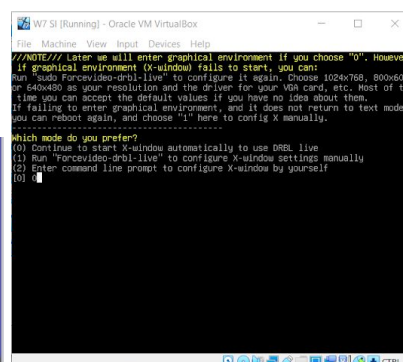 W7 SI [Running] - Oracle VM VirtualBox
File Machine View Input Devices Help
///NOTE/// Later we will enter graphical environment if you choose "0". Howeve
if graphical environment (X-window) fails to start, you can:
Run "sudo Forcevideo-drbl-live" to configure it again. Choose 1024x768, 800x60
or 640x480 as your resolution and the driver for your VGA card, etc. Most of t
time you can accept the default values if you have no idea about them.
If failing to enter graphical environment, and it does not return to text mode
you can reboot again, and choose "1" here to config X manually.
---------------------------------------
Which mode do you prefer?
(0) Continue to start X-window automatically to use DRBL live
(1) Run "Forcevideo-drbl-live" to configure X-window settings manually
(2) Enter command line prompt to configure X-window by yourself
[0] 0
CTRL